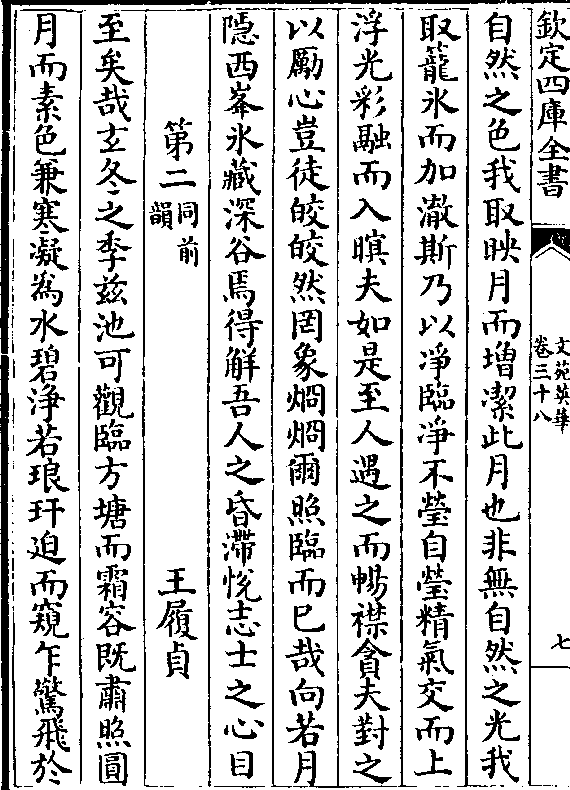 欽定四庫全書
文苑英華
卷三十八
七
自然之色我取映月而增潔此月也非無自然之光我
取籠氷而加澈斯乃以凈臨凈不瑩自瑩精氣交而上
浮光彩融而入暝夫如是至人遇之而暢襟貪夫對之
以勵心豈徒皎皎然罔象烱烱爾照臨而已哉向若月
隱西峯氷藏深谷焉得解吾人之昏滯恱志士之心目
第二同前韻 王履貞
至矣哉玄冬之季兹池可觀臨方塘而霜容既肅照圓
月而素色兼寒凝為水碧浄若琅玕迫而窺乍驚飛於